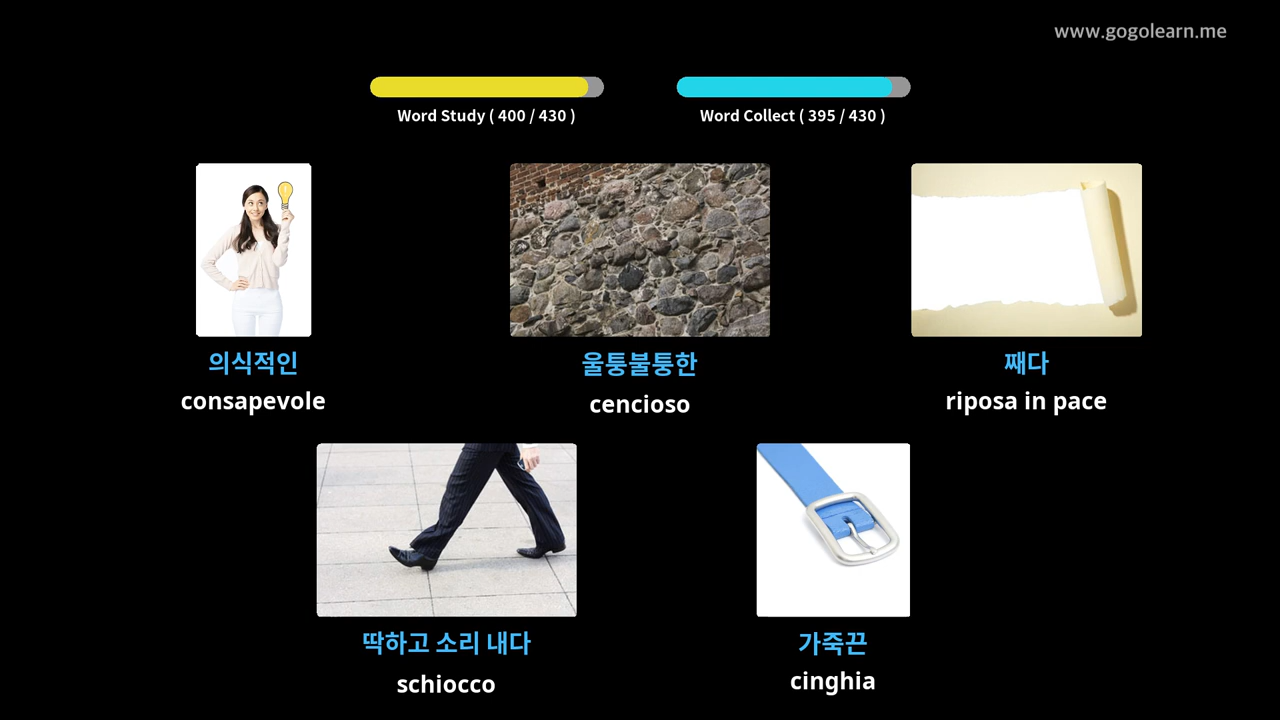 www.gogolearn.me
Word Study ( 400 / 430 )
Word Collect ( 395 / 430 )
의식적인
consapevole
울퉁불퉁한
cencioso
째다
riposa in pace
딱하고 소리 내다
schiocco
가죽끈
cinghia